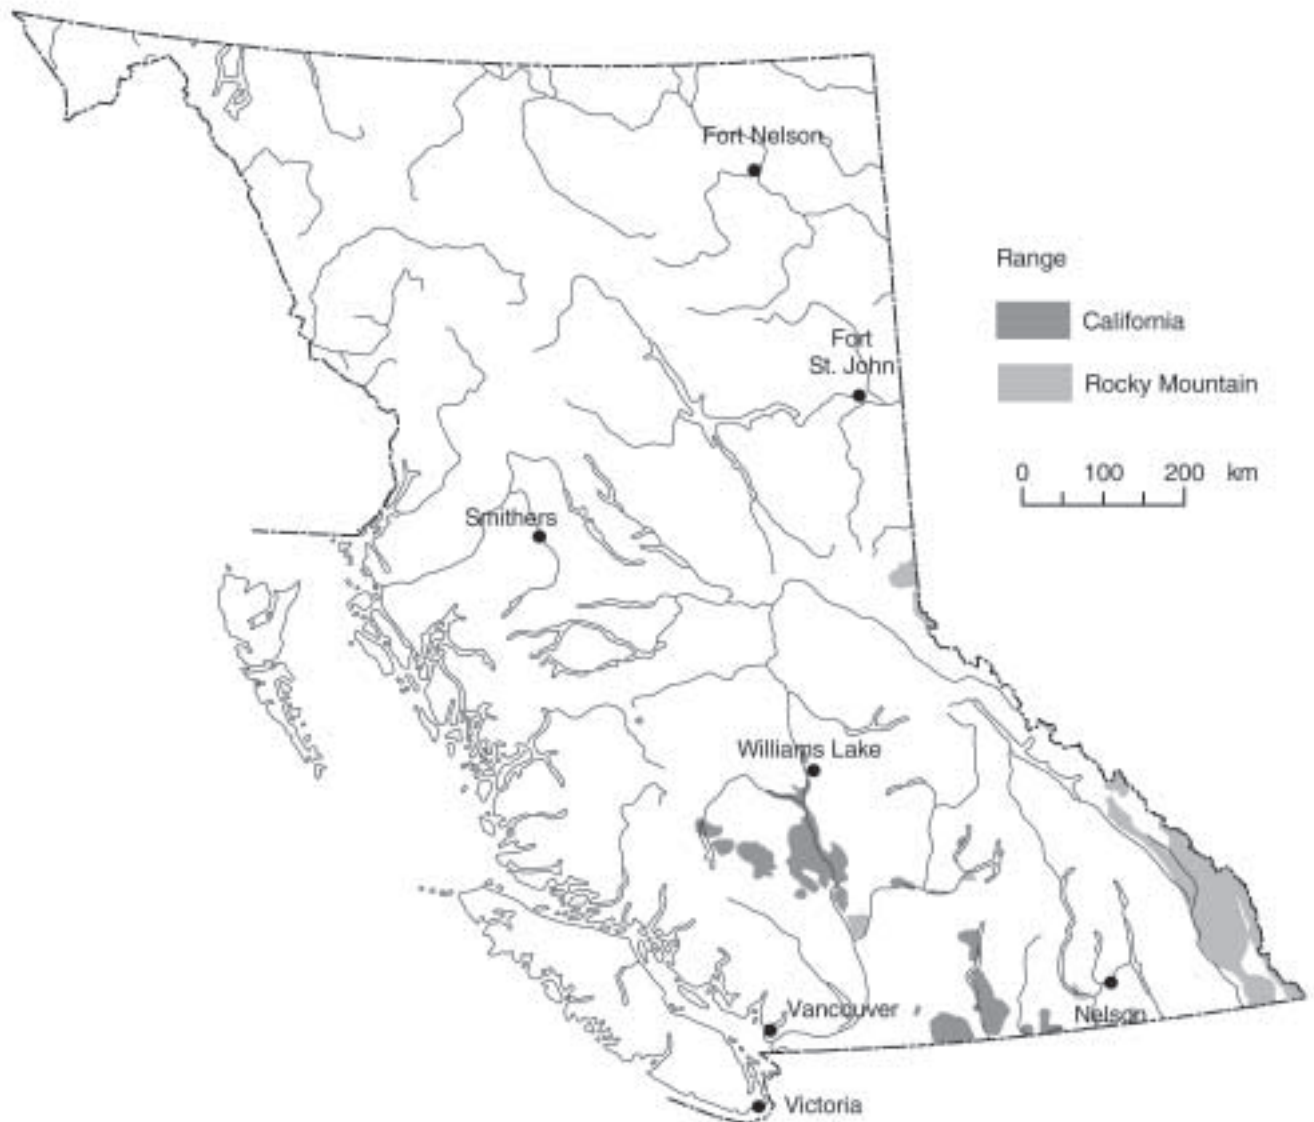 Fort Nelson
Range
California
Fort
St. John
Rocky Mountain
0 100 200 km
Smithers
Williams Lake
Vancouver
Nelson
Victoria